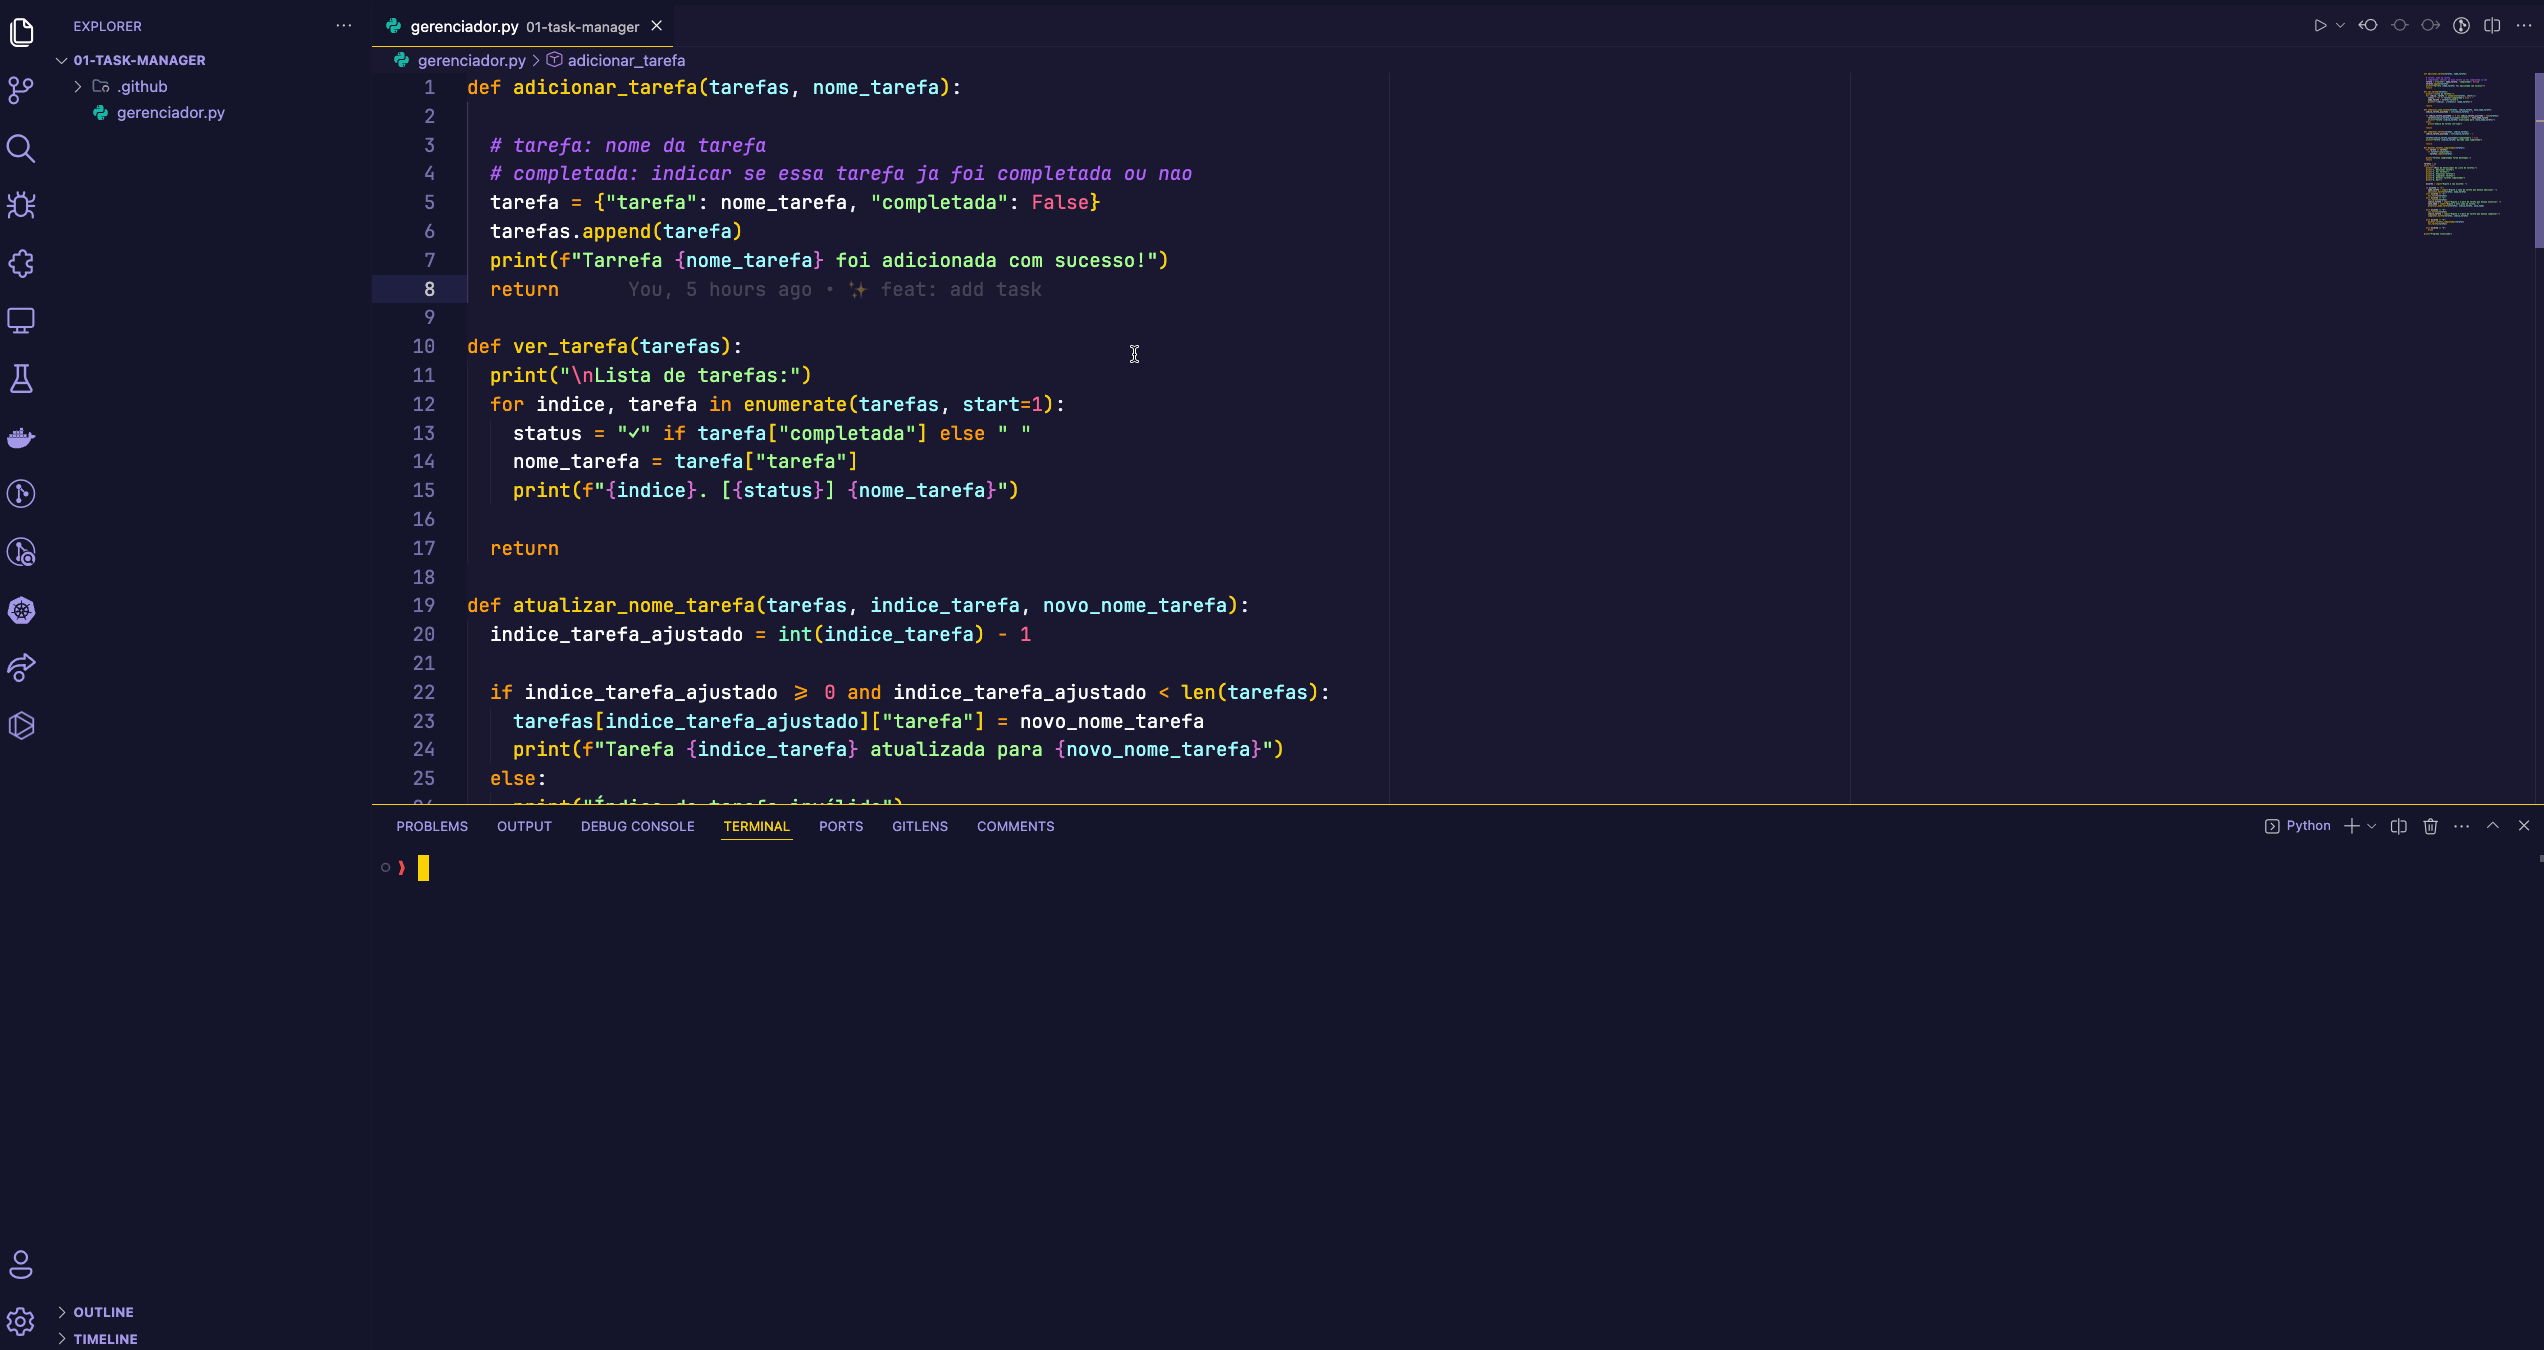 EXPLORER
01-TASK-MANAGER
.github
gerenciador.py
gerenciador.py 01-task-manager
gerenciador.py > adicionar_tarefa
1 def adicionar_tarefa(tarefas, nome_tarefa):
2
3 # tarefa: nome da tarefa
4 # completada: indicar se essa tarefa ja foi completada ou nao
5 tarefa = {"tarefa": nome_tarefa, "completada": False}
6 tarefas.append(tarefa)
7 print(f"Tarrefa {nome_tarefa} foi adicionada com sucesso!")
8 return You, 5 hours ago • ✨ feat: add task
9
10 def ver_tarefa(tarefas):
11 print("\nLista de tarefas:")
12 for indice, tarefa in enumerate(tarefas, start=1):
13 status = "✓" if tarefa["completada"] else " "
14 nome_tarefa = tarefa["tarefa"]
15 print(f"{indice}. [{status}] {nome_tarefa}")
16
17 return
18
19 def atualizar_nome_tarefa(tarefas, indice_tarefa, novo_nome_tarefa):
20 indice_tarefa_ajustado = int(indice_tarefa) - 1
21
22 if indice_tarefa_ajustado ⩾ 0 and indice_tarefa_ajustado < len(tarefas):
23 tarefas[indice_tarefa_ajustado]["tarefa"] = novo_nome_tarefa
24 print(f"Tarefa {indice_tarefa} atualizada para {novo_nome_tarefa}")
25 else:
26 print("Índice de tarefa inválido")
PROBLEMS OUTPUT DEBUG CONSOLE TERMINAL PORTS GITLENS COMMENTS
Python
❯
OUTLINE
TIMELINE